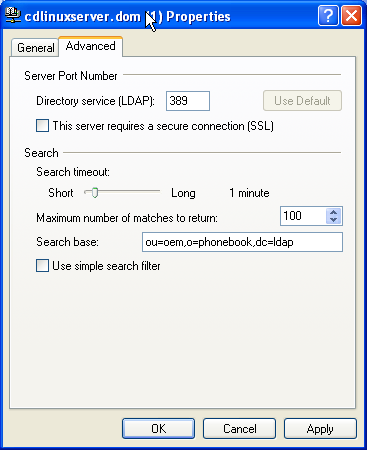 cdlinuxserver.dom (1) Properties
General Advanced
Server Port Number
Directory service (LDAP): 389 Use Default
This server requires a secure connection (SSL)
Search
Search timeout:
Short Long 1 minute
Maximum number of matches to return: 100
Search base: ou=oem,o=phonebook,dc=ldap
Use simple search filter
OK Cancel Apply